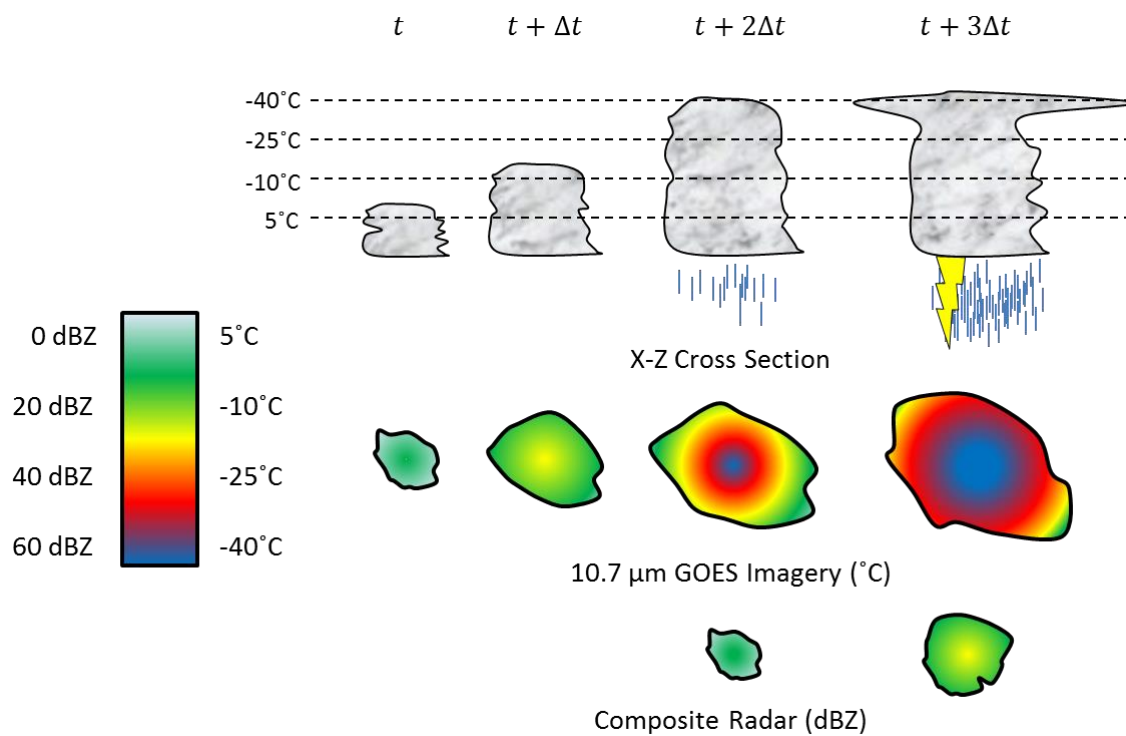 t
t + Δt
t + 2Δt
t + 3Δt
-40˚C
-25˚C
-10˚C
5˚C
X-Z Cross Section
0 dBZ
5˚C
20 dBZ
-10˚C
40 dBZ
-25˚C
60 dBZ
-40˚C
10.7 μm GOES Imagery (˚C)
Composite Radar (dBZ)